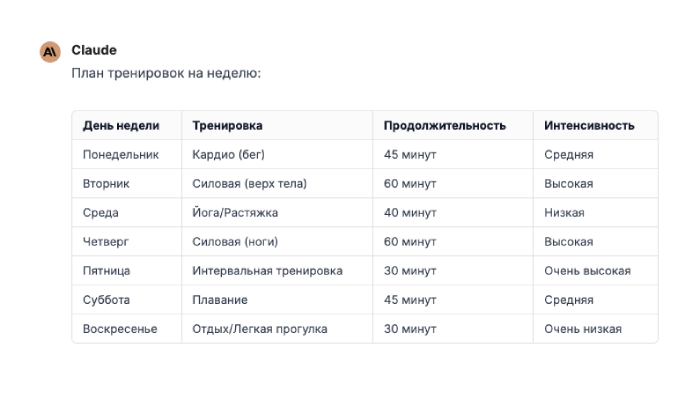 Claude
План тренировок на неделю:
День недели Тренировка Продолжительность Интенсивность
Понедельник Кардио (бег) 45 минут Средняя
Вторник Силовая (верх тела) 60 минут Высокая
Среда Йога/Растяжка 40 минут Низкая
Четверг Силовая (ноги) 60 минут Высокая
Пятница Интервальная тренировка 30 минут Очень высокая
Суббота Плавание 45 минут Средняя
Воскресенье Отдых/Легкая прогулка 30 минут Очень низкая